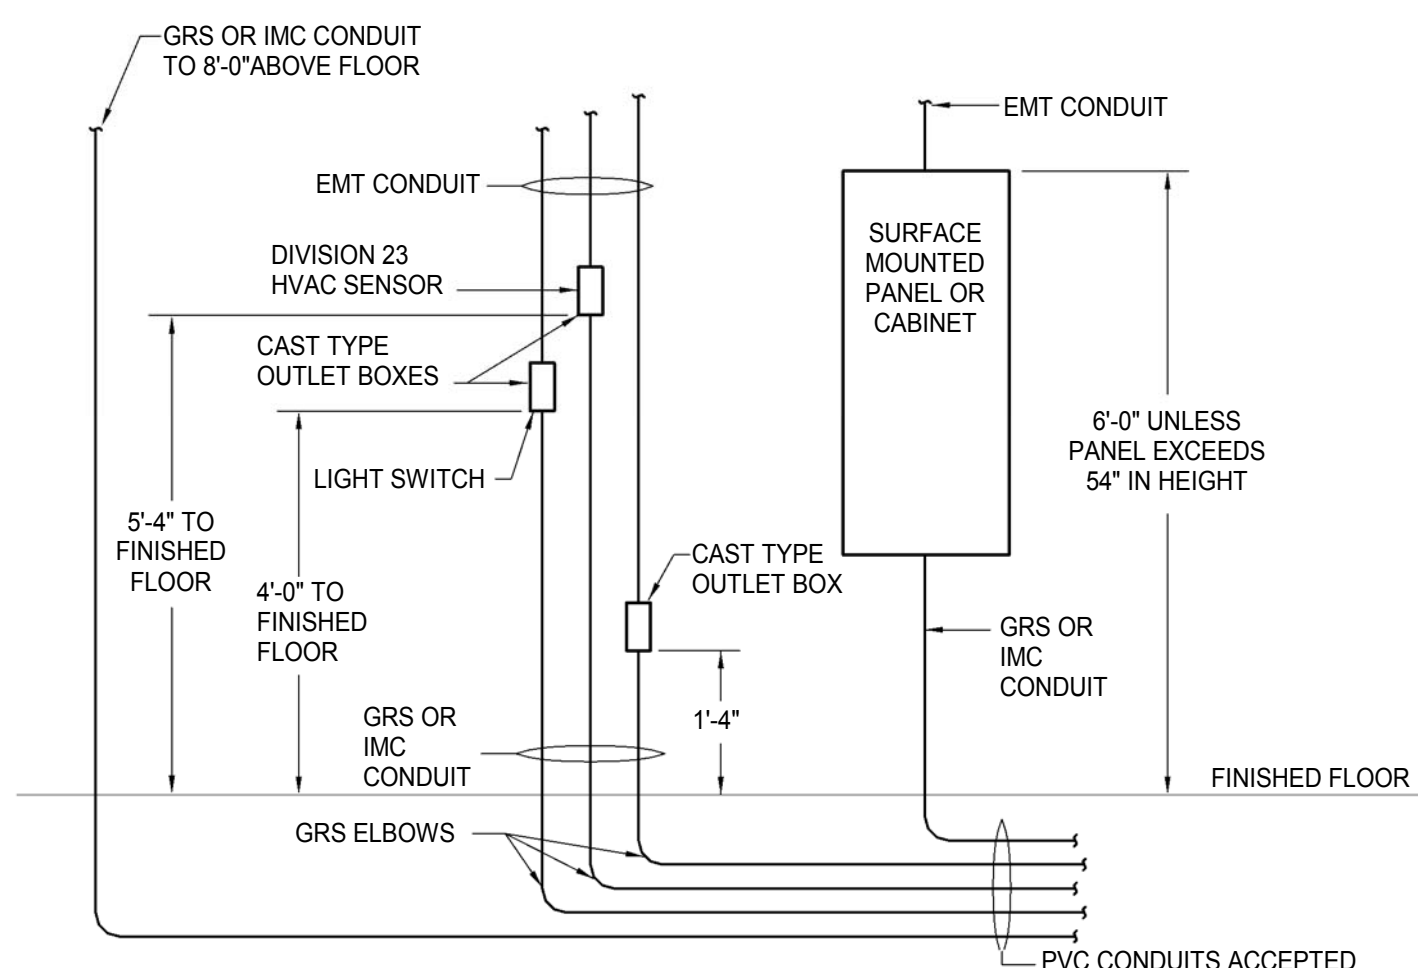 GRS OR IMC CONDUIT
TO 8'-0"ABOVE FLOOR
EMT CONDUIT
EMT CONDUIT
DIVISION 23
HVAC SENSOR
SURFACE
MOUNTED
PANEL OR
CABINET
CAST TYPE
OUTLET BOXES
LIGHT SWITCH
6'-0" UNLESS
PANEL EXCEEDS
54" IN HEIGHT
5'-4" TO
FINISHED
FLOOR
4'-0" TO
FINISHED
FLOOR
CAST TYPE
OUTLET BOX
GRS OR
IMC
CONDUIT
GRS OR
IMC
CONDUIT
1'-4"
FINISHED FLOOR
GRS ELBOWS
PVC CONDUITS ACCEPTED